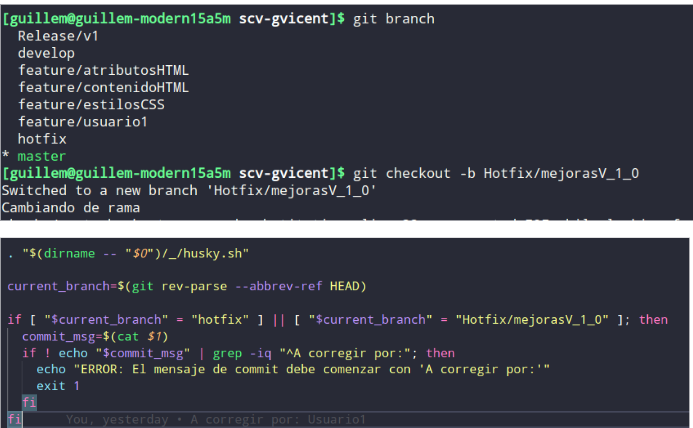 [guillem@guillem-modern15a5m scv-gvicent]$ git branch
Release/v1
develop
feature/atributosHTML
feature/contenidoHTML
feature/estilosCSS
feature/usuario1
hotfix
* master
[guillem@guillem-modern15a5m scv-gvicent]$ git checkout -b Hotfix/mejorasV_1_0
Switched to a new branch 'Hotfix/mejorasV_1_0'
Cambiando de rama
. "$(dirname -- "$0")/_/husky.sh"
current_branch=$(git rev-parse --abbrev-ref HEAD)
if [ "$current_branch" = "hotfix" ] || [ "$current_branch" = "Hotfix/mejorasV_1_0" ]; then
commit_msg=$(cat $1)
if ! echo "$commit_msg" | grep -iq "^A corregir por:"; then
echo "ERROR: El mensaje de commit debe comenzar con 'A corregir por:'"
exit 1
fi
fi You, yesterday • A corregir por: Usuario1